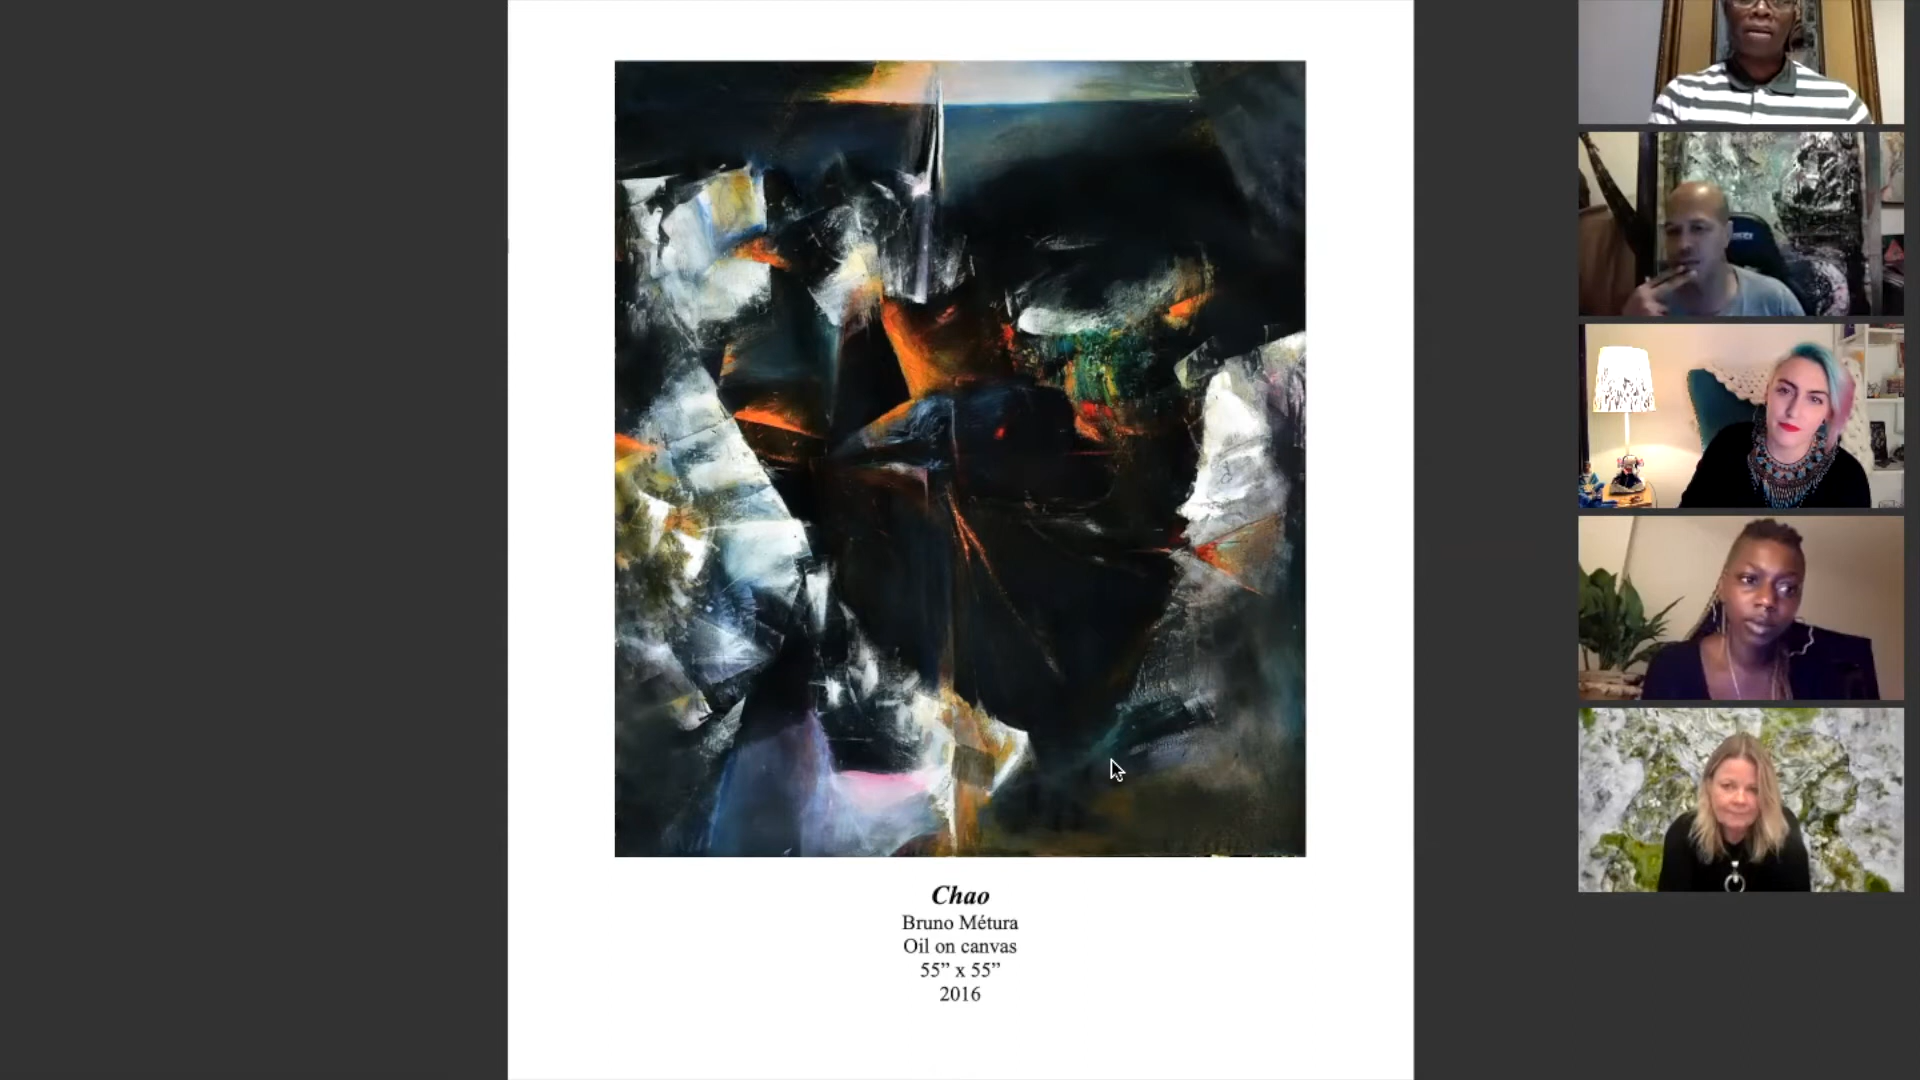 Chao
Bruno Métura
Oil on canvas
55” x 55”
2016